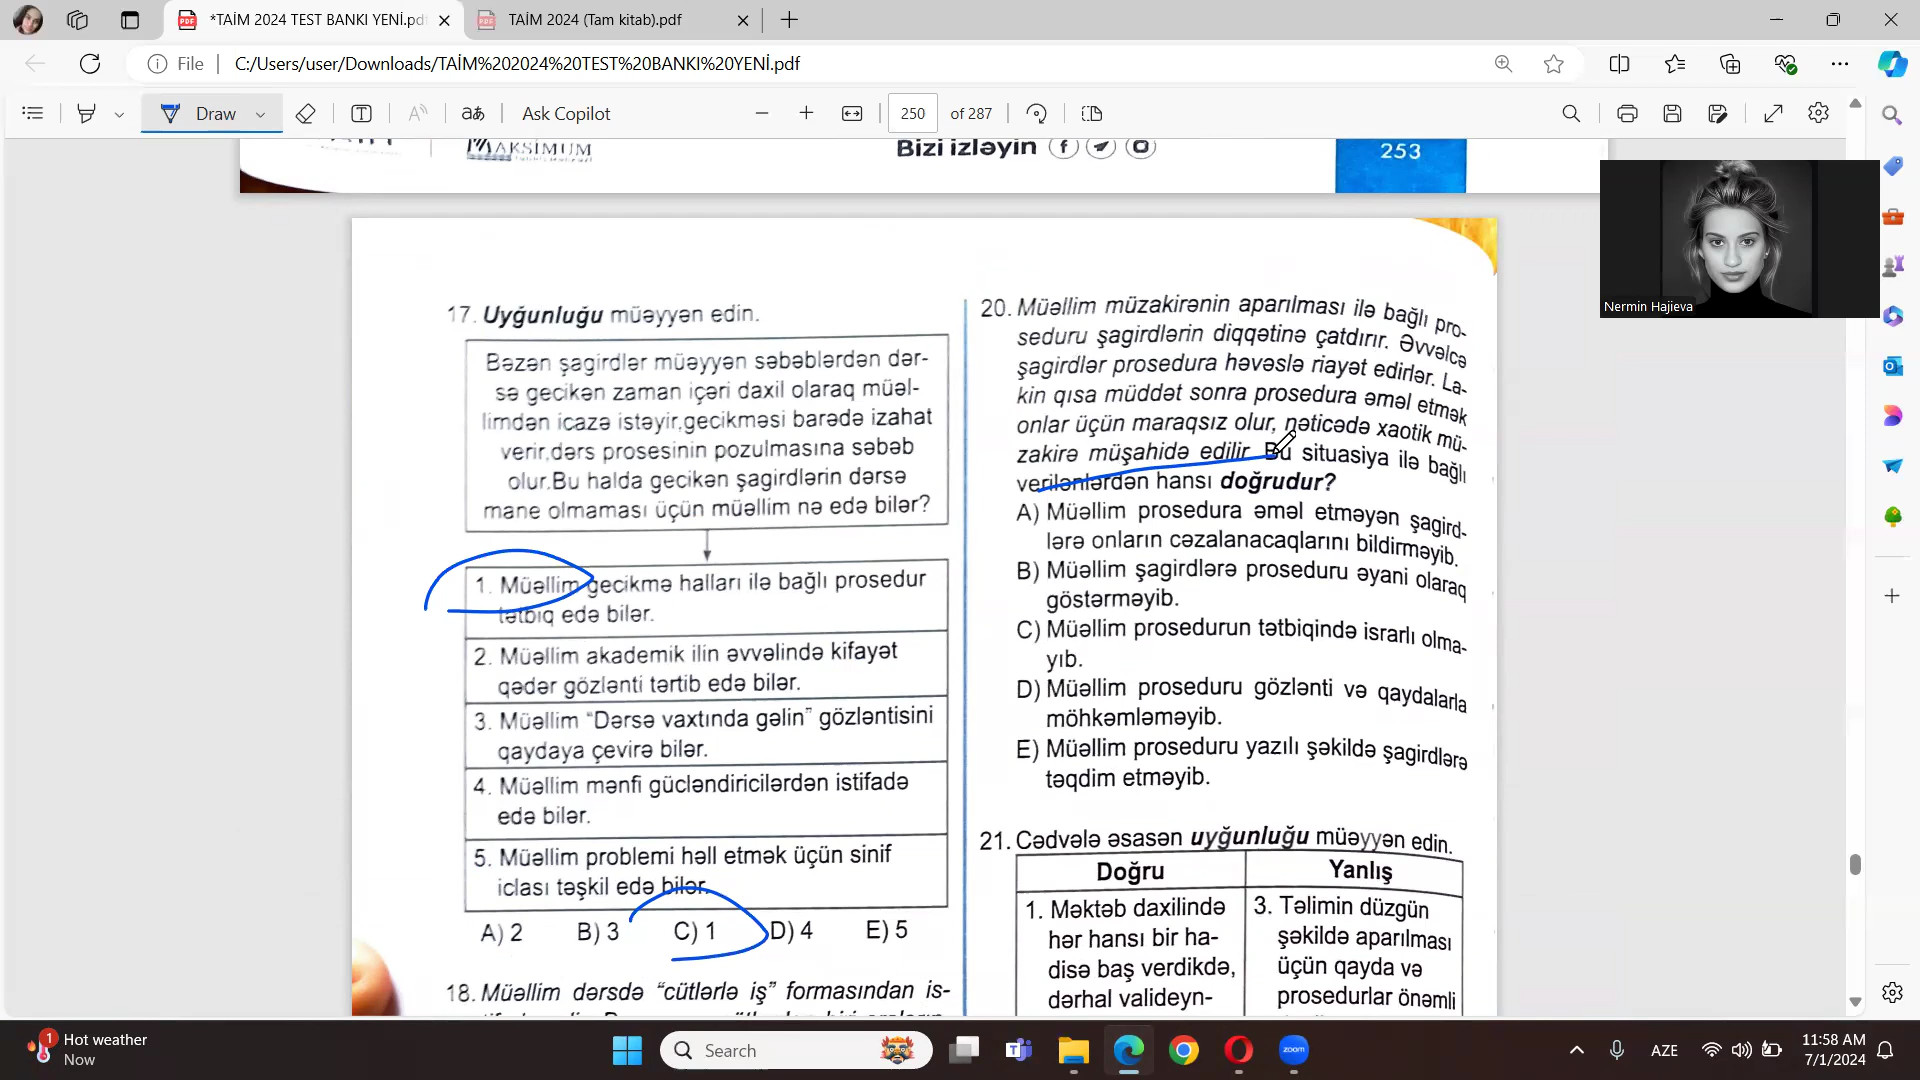 *TAİM 2024 TEST BANKI YENİ.pdf
TAİM 2024 (Tam kitab).pdf
File
C:/Users/user/Downloads/TAİM%202024%20TEST%20BANKI%20YENİ.pdf
Draw
Ask Copilot
250 of 287
MAKSİMUM
Bizi izləyin
253
Nermin Hajieva
17. Uyğunluğu müəyyən edin.
Bəzən şagirdlər müəyyən səbəblərdən dər-
sə gecikən zaman içəri daxil olaraq müəl-
limdən icazə istəyir,gecikməsi barədə izahat
verir,dərs prosesinin pozulmasına səbəb
olur.Bu halda gecikən şagirdlərin dərsə
mane olmaması üçün müəllim nə edə bilər?
1. Müəllim gecikmə halları ilə bağlı prosedur
tətbiq edə bilər.
2. Müəllim akademik ilin əvvəlində kifayət
qədər gözlənti tərtib edə bilər.
3. Müəllim “Dərsə vaxtında gəlin” gözləntisini
qaydaya çevirə bilər.
4. Müəllim mənfi gücləndiricilərdən istifadə
edə bilər.
5. Müəllim problemi həll etmək üçün sinif
iclası təşkil edə bilər.
A) 2 B) 3 C) 1 D) 4 E) 5
18. Müəllim dərsdə “cütlərlə iş” formasından is-
20. Müəllim müzakirənin aparılması ilə bağlı pro-
seduru şagirdlərin diqqətinə çatdırır. Əvvəlcə
şagirdlər prosedura həvəslə riayət edirlər. La-
kin qısa müddət sonra prosedura əməl etmək
onlar üçün maraqsız olur, nəticədə xaotik mü-
zakirə müşahidə edilir. Bu situasiya ilə bağlı
verilənlərdən hansı doğrudur?
A) Müəllim prosedura əməl etməyən şagird-
lərə onların cəzalanacaqlarını bildirməyib.
B) Müəllim şagirdlərə proseduru əyani olaraq
göstərməyib.
C) Müəllim prosedurun tətbiqində israrlı olma-
yıb.
D) Müəllim proseduru gözlənti və qaydalarla
möhkəmləməyib.
E) Müəllim proseduru yazılı şəkildə şagirdlərə
təqdim etməyib.
21. Cədvələ əsasən uyğunluğu müəyyən edin.
Doğru
Yanlış
1. Məktəb daxilində
hər hansı bir ha-
disə baş verdikdə,
dərhal valideyn-
3. Təlimin düzgün
şəkildə aparılması
üçün qayda və
prosedurlar önəmli
1
Hot weather
Now
Search
zoom
AZE
11:58 AM
7/1/2024